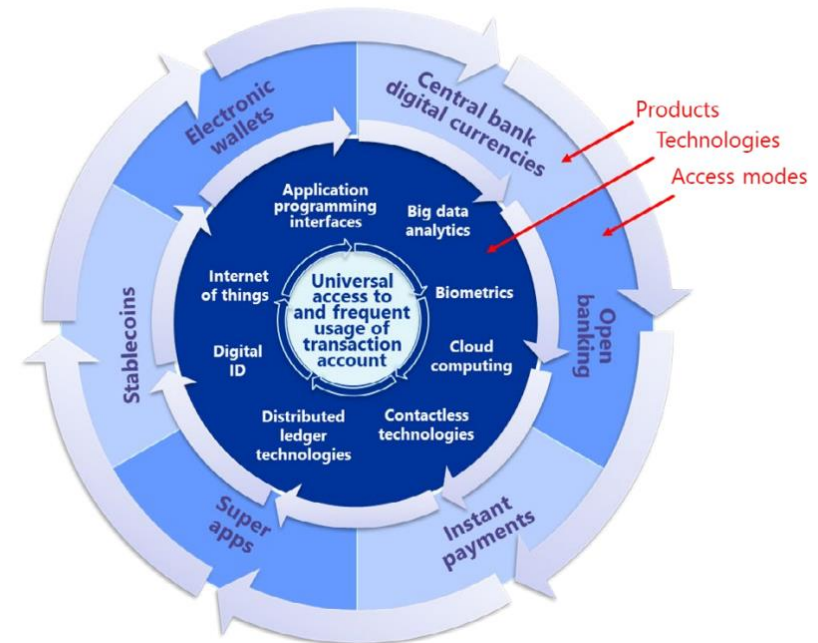 Electronic
wallets
Central bank
digital currencies
Products
Technologies
Access modes
Application
programming
interfaces
Big data
analytics
Internet
of things
Universal
access to
and frequent
usage of
transaction
account
Biometrics
Stablecoins
Digital
ID
Cloud
computing
Open
banking
Distributed
ledger
technologies
Contactless
technologies
Super
apps
Instant
payments